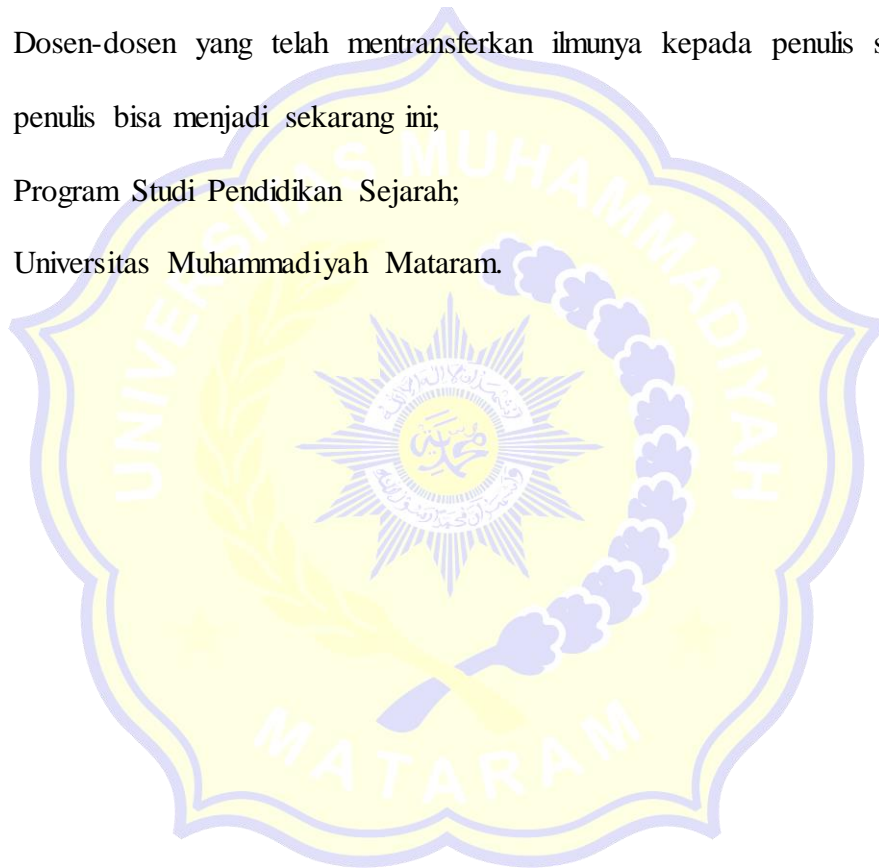 Dosen-dosen yang telah mentransferkan ilmunya kepada penulis s
penulis bisa menjadi sekarang ini;
Program Studi Pendidikan Sejarah;
Universitas Muhammadiyah Mataram.
UNIVERSITAS MUHAMMADIYAH
MATARAM